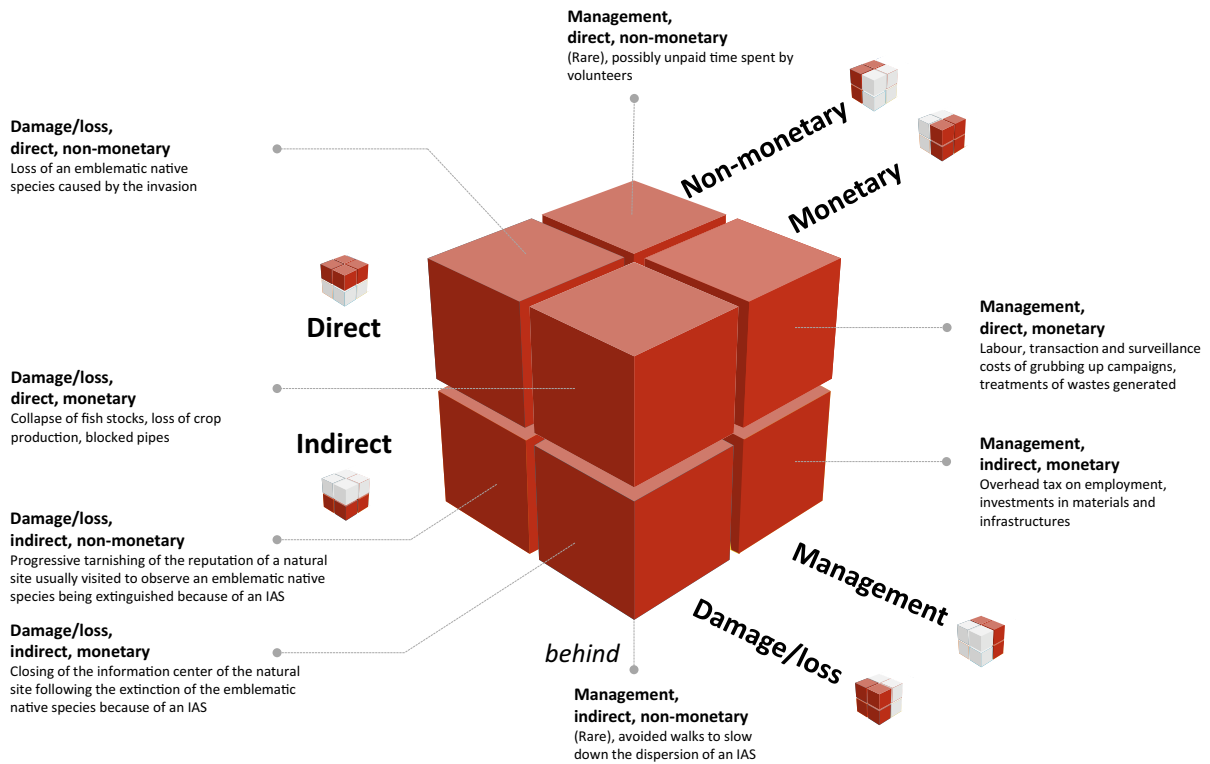 Management,
direct, non-monetary
(Rare), possibly unpaid time spent by
volunteers
Non-monetary
Monetary
Damage/loss,
direct, non-monetary
Loss of an emblematic native
species caused by the invasion
Direct
Management,
direct, monetary
Labour, transaction and surveillance
costs of grubbing up campaigns,
treatments of wastes generated
Damage/loss,
direct, monetary
Collapse of fish stocks, loss of crop
production, blocked pipes
Indirect
Management,
indirect, monetary
Overhead tax on employment,
investments in materials and
infrastructures
Damage/loss,
indirect, non-monetary
Progressive tarnishing of the reputation of a natural
site usually visited to observe an emblematic native
species being extinguished because of an IAS
Management
Damage/loss
Damage/loss,
indirect, monetary
Closing of the information center of the natural
site following the extinction of the emblematic
native species because of an IAS
behind
Management,
indirect, non-monetary
(Rare), avoided walks to slow
down the dispersion of an IAS